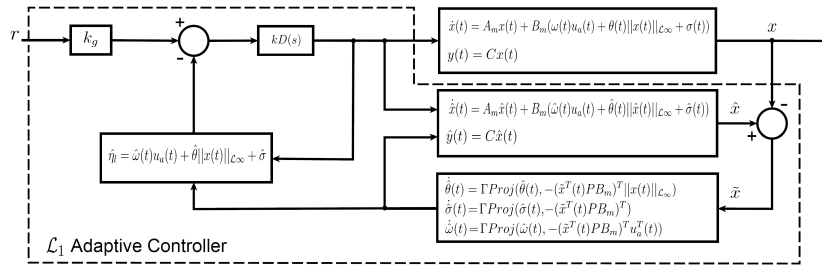 r
k_g
+
-
kD(s)
ẋ(t) = A_m x(t) + B_m(ω(t)u_a(t) + θ(t)||x(t)||_{𝓛∞} + σ(t))
y(t) = Cx(t)
x
x̂̇(t) = A_m x̂(t) + B_m(ω̂(t)u_a(t) + θ̂(t)||x̂(t)||_{𝓛∞} + σ̂(t))
ŷ(t) = Cx̂(t)
x̂
-
+
η̂_l = ω̂(t)u_a(t) + θ̂||x(t)||_{𝓛∞} + σ̂
θ̂̇(t) = ΓProj(θ̂(t), -(x̃^T(t)PB_m)^T||x(t)||_{𝓛∞})
σ̂̇(t) = ΓProj(σ̂(t), -(x̃^T(t)PB_m)^T)
ω̂̇(t) = ΓProj(ω̂(t), -(x̃^T(t)PB_m)^T u_a^T(t))
x̃
𝓛₁ Adaptive Controller